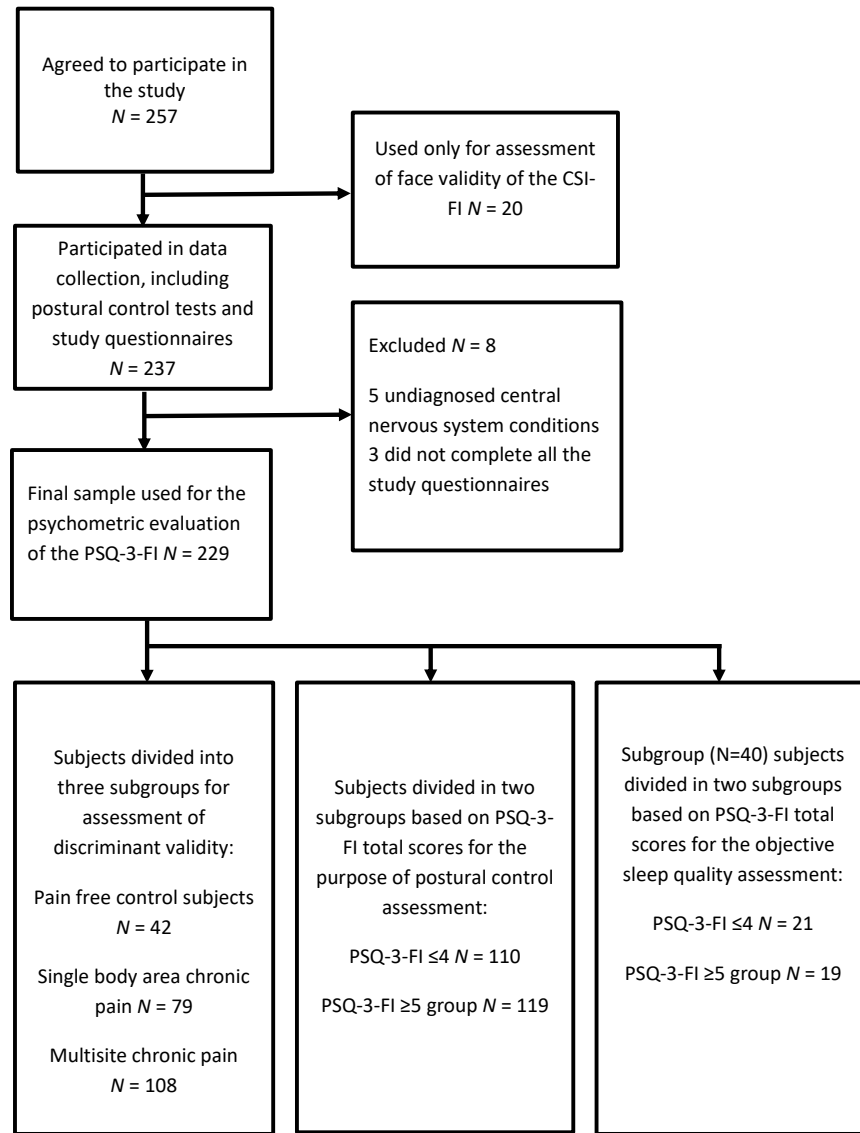 Agreed to participate in
the study
N = 257
Used only for assessment
of face validity of the CSI-
FI N = 20
Participated in data
collection, including
postural control tests and
study questionnaires
N = 237
Excluded N = 8
5 undiagnosed central
nervous system conditions
3 did not complete all the
study questionnaires
Final sample used for the
psychometric evaluation
of the PSQ-3-FI N = 229
Subjects divided into
three subgroups for
assessment of
discriminant validity:
Pain free control subjects
N = 42
Single body area chronic
pain N = 79
Multisite chronic pain
N = 108
Subjects divided in two
subgroups based on PSQ-3-
FI total scores for the
purpose of postural control
assessment:
PSQ-3-FI ≤4 N = 110
PSQ-3-FI ≥5 group N = 119
Subgroup (N=40) subjects
divided in two subgroups
based on PSQ-3-FI total
scores for the objective
sleep quality assessment:
PSQ-3-FI ≤4 N = 21
PSQ-3-FI ≥5 group N = 19